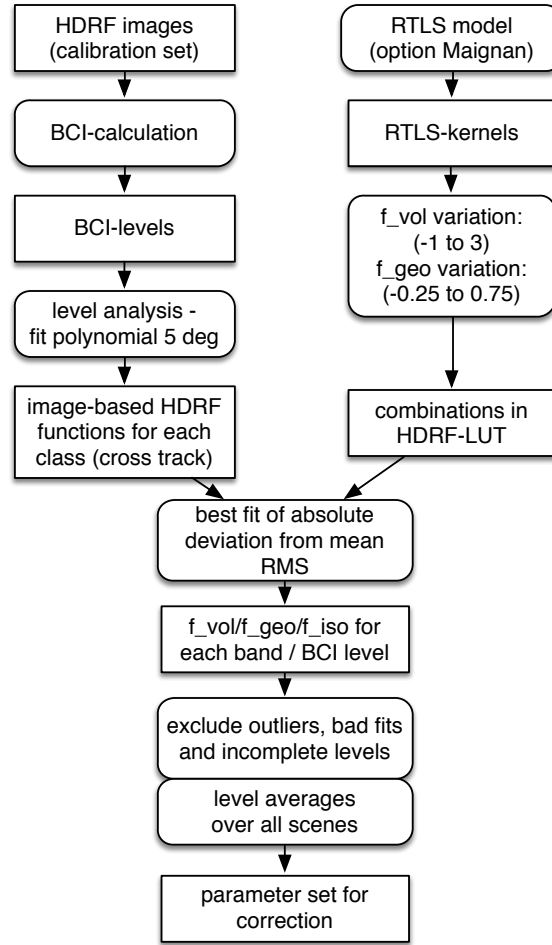 HDRF images
(calibration set)
BCI-calculation
BCI-levels
level analysis -
fit polynomial 5 deg
image-based HDRF
functions for each
class (cross track)
RTLS model
(option Maignan)
RTLS-kernels
f_vol variation:
(-1 to 3)
f_geo variation:
(-0.25 to 0.75)
combinations in
HDRF-LUT
best fit of absolute
deviation from mean
RMS
f_vol/f_geo/f_iso for
each band / BCI level
exclude outliers, bad fits
and incomplete levels
level averages
over all scenes
parameter set for
correction